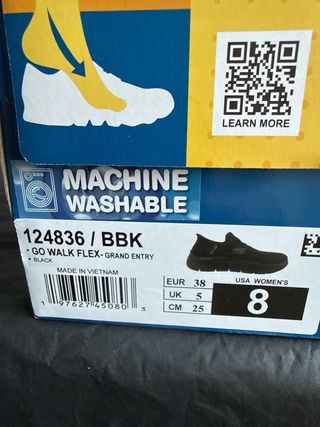 LEARN MORE
MACHINE
WASHABLE
124836 / BBK
• GO WALK FLEX- GRAND ENTRY
• BLACK
MADE IN VIETNAM
1 97627 45080 3
EUR 38
UK 5
CM 25
USA WOMEN'S
8